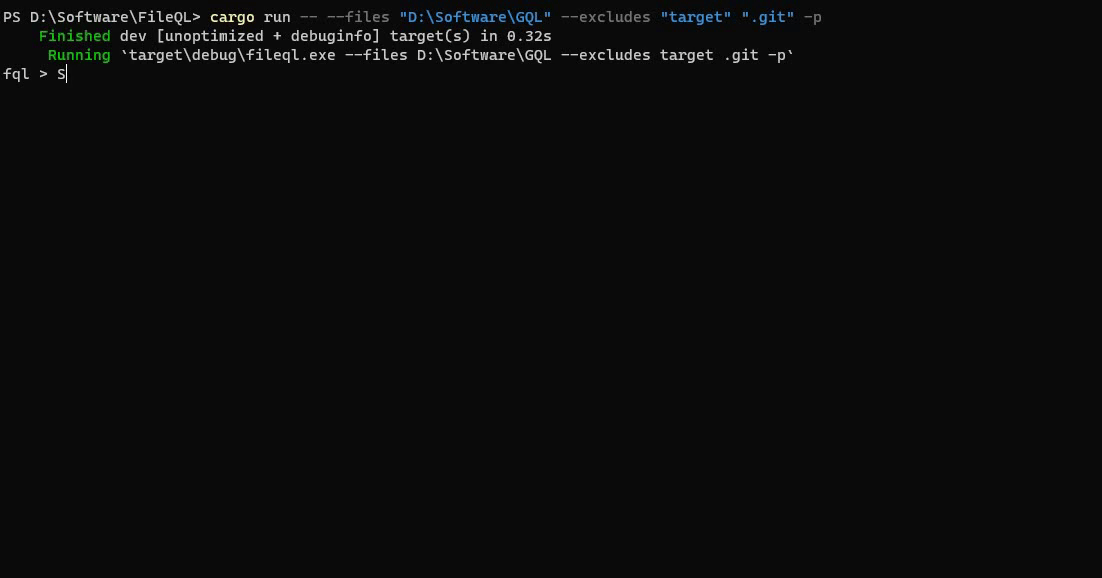 PS D:\Software\FileQL> cargo run -- --files "D:\Software\GQL" --excludes "target" ".git" -p
    Finished dev [unoptimized + debuginfo] target(s) in 0.32s
     Running `target\debug\fileql.exe --files D:\Software\GQL --excludes target .git -p`
fql > S